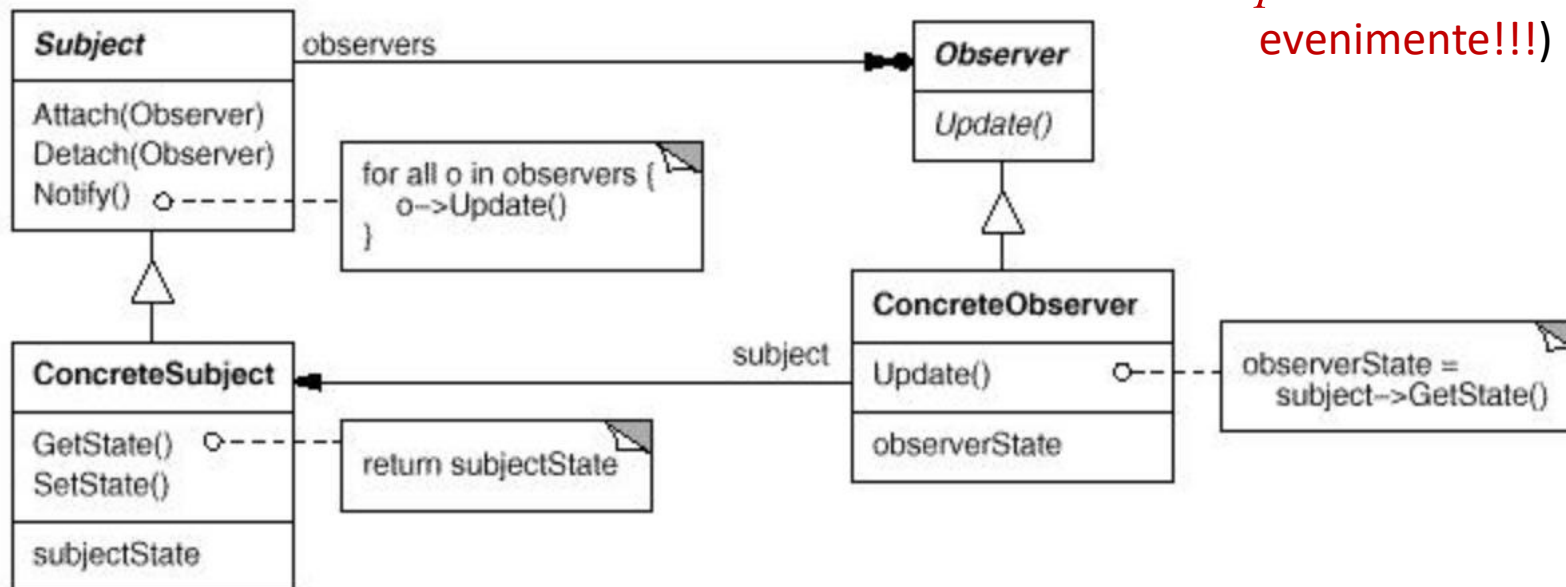 evenimente!!!)
Subject
observers
Observer
Attach(Observer)
Detach(Observer)
Notify()
for all o in observers {
o->Update()
}
Update()
ConcreteSubject
GetState()
SetState()
subjectState
return subjectState
subject
ConcreteObserver
Update()
observerState
observerState =
subject->GetState()